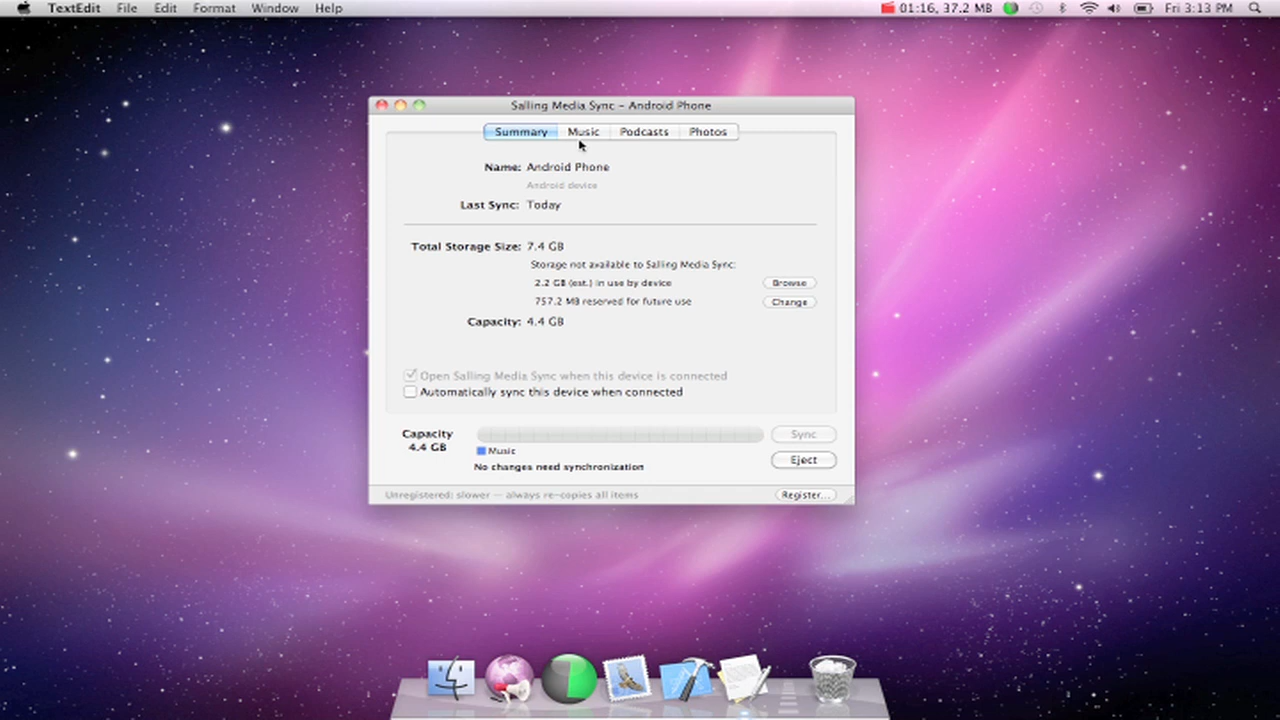 TextEdit File Edit Format Window Help 01:16, 37.2 MB Fri 3:13 PM
Salling Media Sync - Android Phone
Summary Music Podcasts Photos
Name: Android Phone
Android device
Last Sync: Today
Total Storage Size: 7.4 GB
Storage not available to Salling Media Sync:
2.2 GB (est.) in use by device Browse
757.2 MB reserved for future use Change
Capacity: 4.4 GB
Open Salling Media Sync when this device is connected
Automatically sync this device when connected
Capacity Sync
4.4 GB
Music
No changes need synchronization
Eject
Unregistered: slower — always re-copies all items Register...